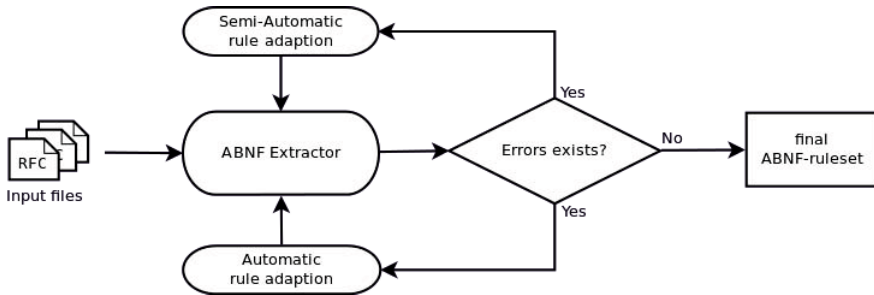 Semi-Automatic
rule adaption
Yes
RFC
C
ABNF Extractor
Errors exists?
No
final
ABNF-ruleset
Input files
Yes
Automatic
rule adaption